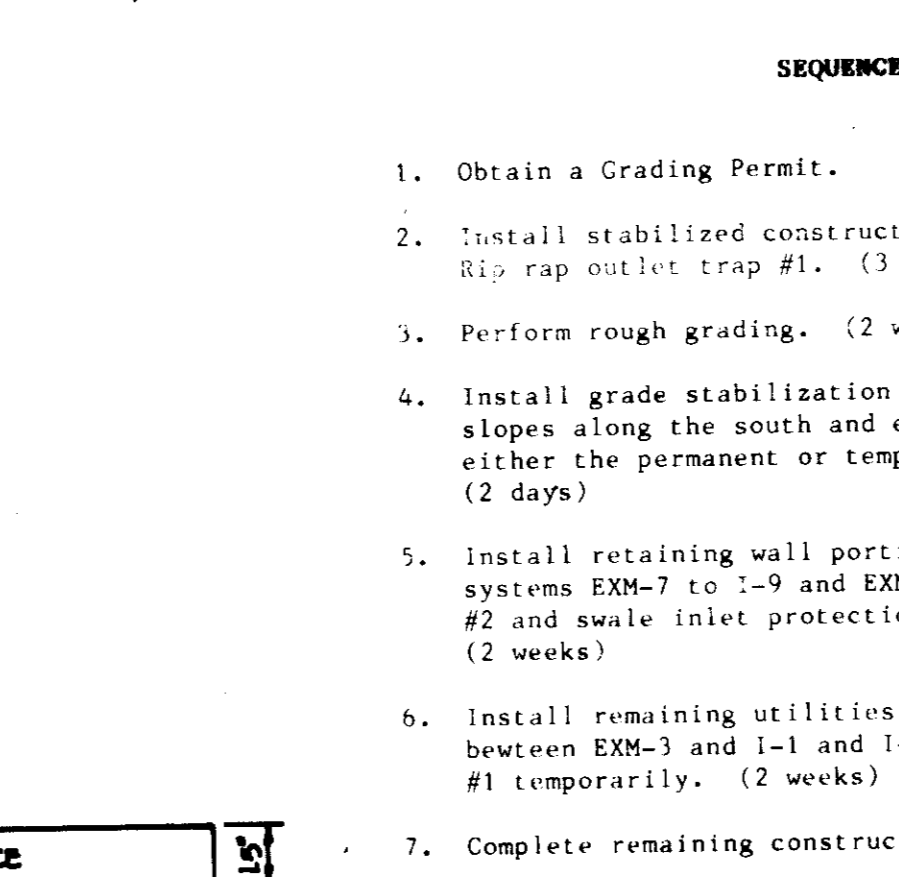 SEQUENCE
1. Obtain a Grading Permit.
2. Install stabilized construct
Rip rap outlet trap #1. (3
3. Perform rough grading. (2 w
4. Install grade stabilization
slopes along the south and e
either the permanent or temp
(2 days)
5. Install retaining wall port
systems EXM-7 to I-9 and EXM
#2 and swale inlet protectio
(2 weeks)
6. Install remaining utilities
bewteen EXM-3 and I-1 and I-
#1 temporarily. (2 weeks)
7. Complete remaining construc
15"